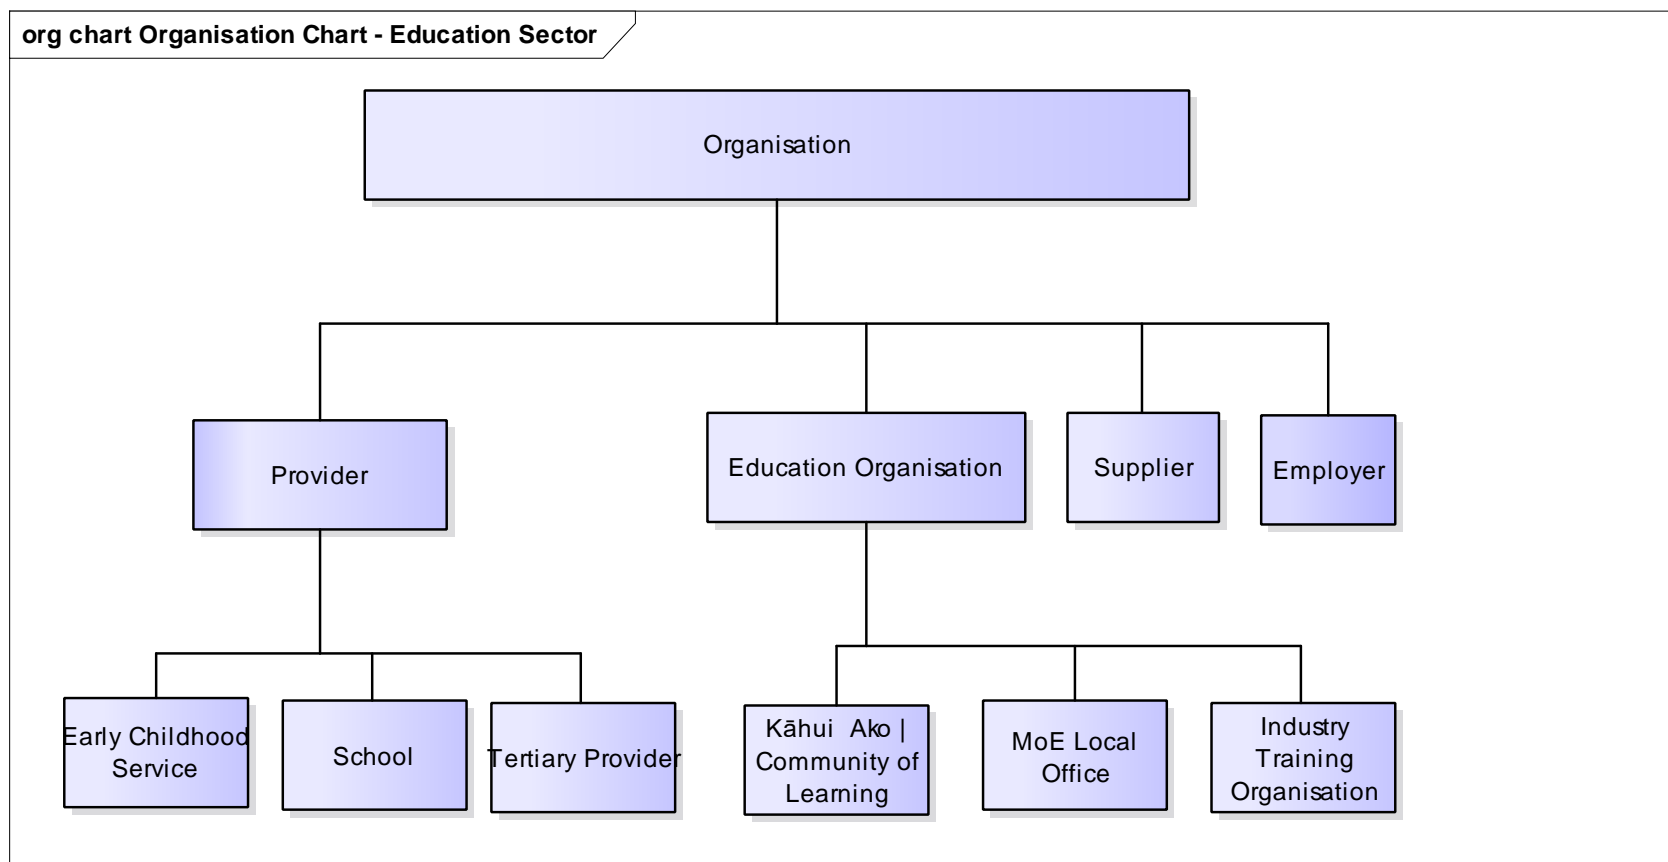 org chart Organisation Chart - Education Sector
Organisation
Provider
Education Organisation
Supplier
Employer
Early Childhood
Service
School
Tertiary Provider
Kāhui Ako |
Community of
Learning
MoE Local
Office
Industry
Training
Organisation